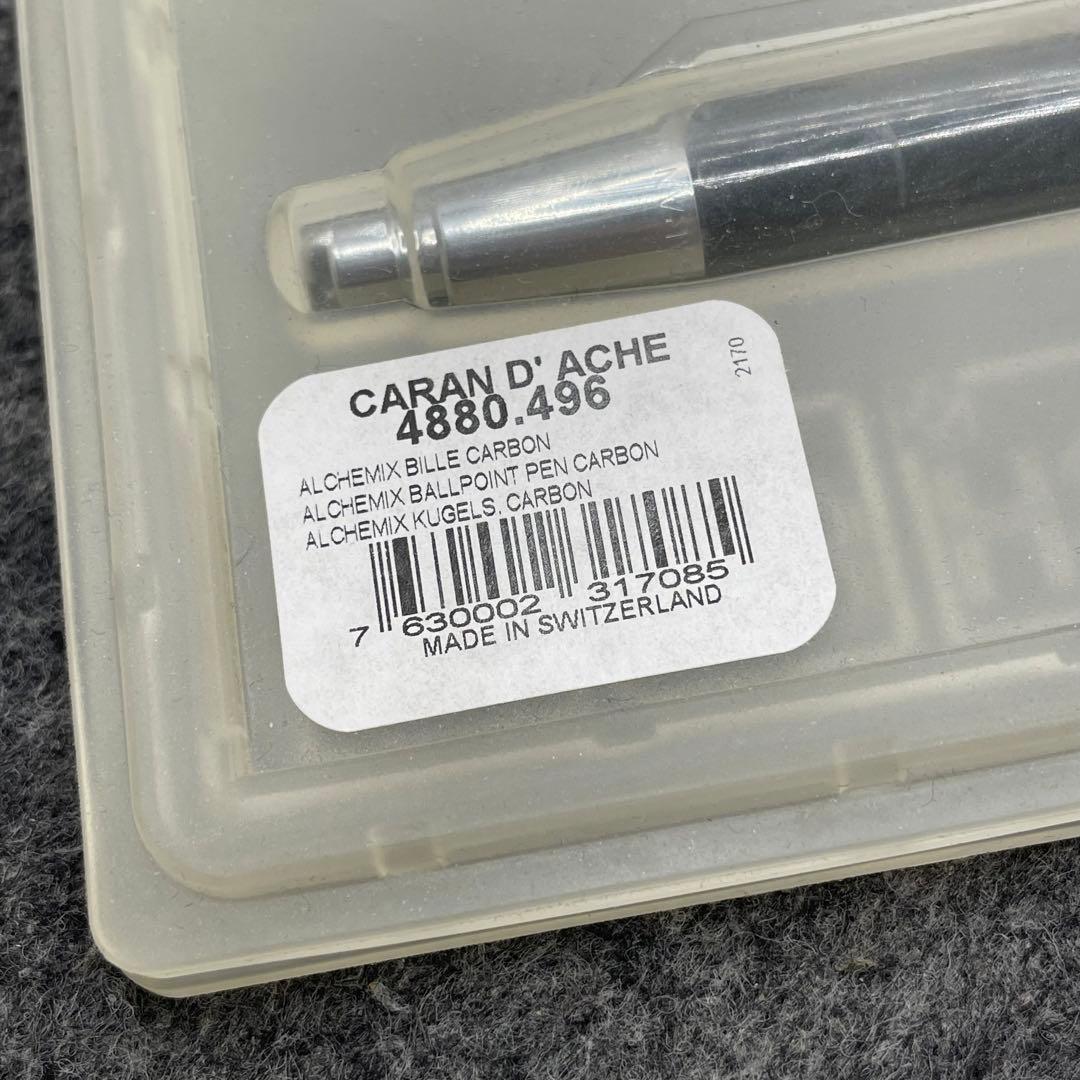 CARAN D' ACHE
4880.496
2170
ALCHEMIX BILLE CARBON
ALCHEMIX BALLPOINT PEN CARBON
ALCHEMIX KUGELS. CARBON
7 630002 317085
MADE IN SWITZERLAND